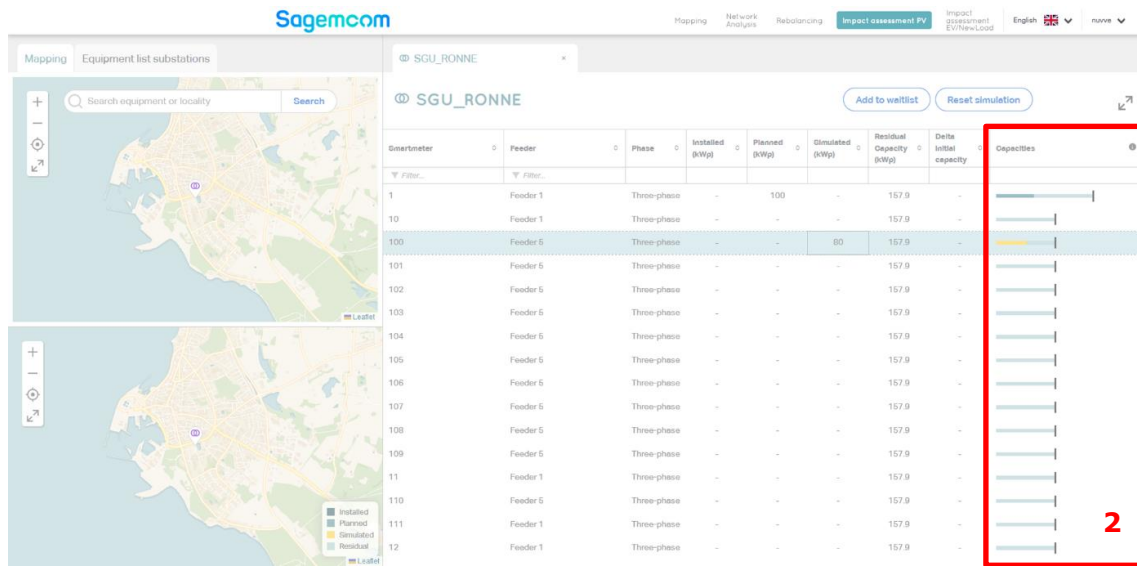 Sagemcom
Mapping
Network Analysis
Rebalancing
Impact assessment PV
Impact assessment EV/NewLoad
English
nuvve
Mapping
Equipment list substations
SGU_RONNE ×
Search equipment or locality
Search
SGU_RONNE
Add to waitlist
Reset simulation
Smartmeter Feeder Phase Installed (kWp) Planned (kWp) Simulated (kWp) Residual Capacity (kWp) Delta Initial capacity Capacities
Filter... Filter...
1 Feeder 1 Three-phase - 100 - 157.9 -
10 Feeder 1 Three-phase - - - 157.9 -
100 Feeder 5 Three-phase - - 80 157.9 -
101 Feeder 5 Three-phase - - - 157.9 -
102 Feeder 5 Three-phase - - - 157.9 -
103 Feeder 5 Three-phase - - - 157.9 -
104 Feeder 5 Three-phase - - - 157.9 -
105 Feeder 5 Three-phase - - - 157.9 -
106 Feeder 5 Three-phase - - - 157.9 -
107 Feeder 5 Three-phase - - - 157.9 -
108 Feeder 5 Three-phase - - - 157.9 -
109 Feeder 5 Three-phase - - - 157.9 -
11 Feeder 1 Three-phase - - - 157.9 -
110 Feeder 5 Three-phase - - - 157.9 -
111 Feeder 1 Three-phase - - - 157.9 -
12 Feeder 1 Three-phase - - - 157.9 -
2
Leaflet
Installed
Planned
Simulated
Residual
Leaflet